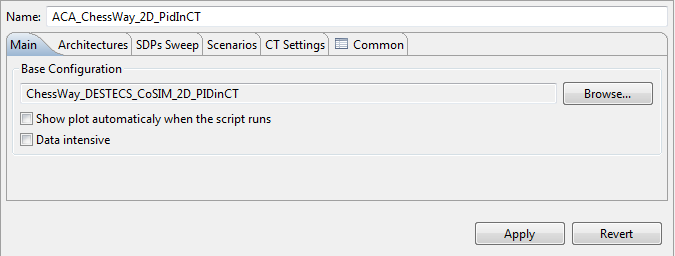 Name: ACA_ChessWay_2D_PidInCT
Main Architectures SDPs Sweep Scenarios CT Settings Common
Base Configuration
ChessWay_DESTECS_CoSIM_2D_PIDinCT Browse...
Show plot automaticaly when the script runs
Data intensive
Apply Revert